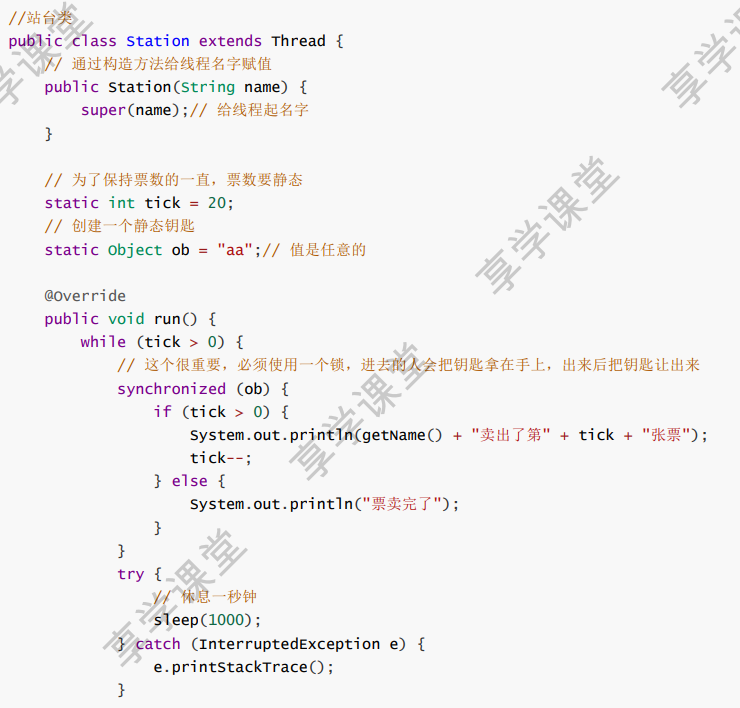 //站台类
public class Station extends Thread {
    // 通过构造方法给线程名字赋值
    public Station(String name) {
        super(name);// 给线程起名字
    }

    // 为了保持票数的一直，票数要静态
    static int tick = 20;
    // 创建一个静态钥匙
    static Object ob = "aa";// 值是任意的

    @Override
    public void run() {
        while (tick > 0) {
            // 这个很重要，必须使用一个锁，进去的人会把钥匙拿在手上，出来后把钥匙让出来
            synchronized (ob) {
                if (tick > 0) {
                    System.out.println(getName() + "卖出了第" + tick + "张票");
                    tick--;
                } else {
                    System.out.println("票卖完了");
                }
            }
            try {
                // 休息一秒钟
                sleep(1000);
            } catch (InterruptedException e) {
                e.printStackTrace();
            }
享学课堂
享学课堂
享学课堂